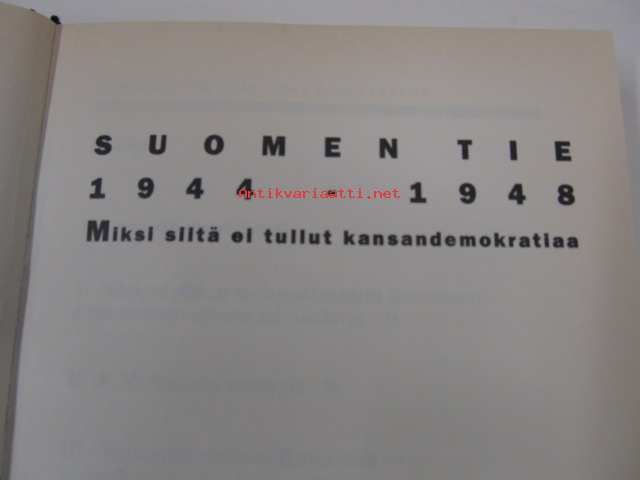 SUOMEN TIE
1944 - 1948
antikvariaatti.net
Miksi siitä ei tullut kansandemokratiaa